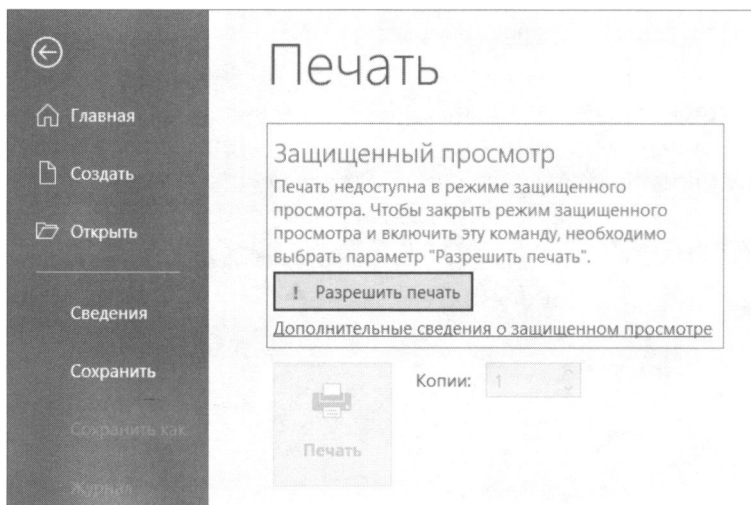 Печать
Главная
Создать
Открыть
Сведения
Сохранить
Сохранить как
Журнал
Защищенный просмотр
Печать недоступна в режиме защищенного
просмотра. Чтобы закрыть режим защищенного
просмотра и включить эту команду, необходимо
выбрать параметр "Разрешить печать".
! Разрешить печать
Дополнительные сведения о защищенном просмотре
Копии: 1
Печать